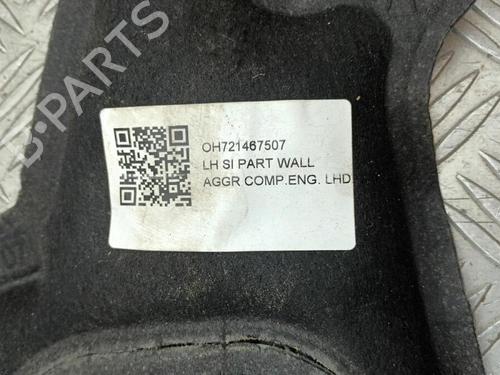 B-PARTS
OH721467507
LH SI PART WALL
AGGR COMP.ENG. LHD